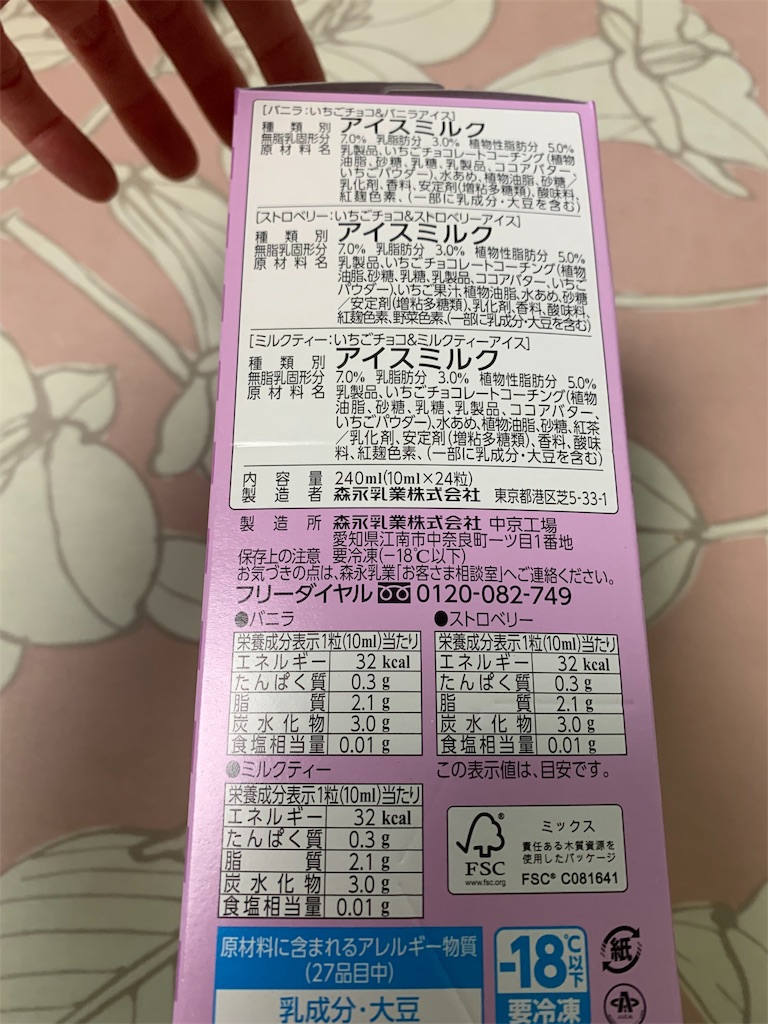 [バニラ:いちごチョコ&バニラアイス]
種類別 アイスミルク
無脂乳固形分 7.0% 乳脂肪分 3.0% 植物性脂肪分 5.0%
原材料名 乳製品、いちごチョコレートコーチング(植物
油脂、砂糖、乳糖、乳製品、ココアバター、
いちごパウダー)、水あめ、植物油脂、砂糖/
乳化剤、香料、安定剤(増粘多糖類)、酸味料、
紅麹色素、(一部に乳成分・大豆を含む)
[ストロベリー:いちごチョコ&ストロベリーアイス]
種類別 アイスミルク
無脂乳固形分 7.0% 乳脂肪分 3.0% 植物性脂肪分 5.0%
原材料名 乳製品、いちごチョコレートコーチング(植物
油脂、砂糖、乳糖、乳製品、ココアバター、いちご
パウダー)、いちご果汁、植物油脂、水あめ、砂糖
/安定剤(増粘多糖類)、乳化剤、香料、酸味料、
紅麹色素、野菜色素、(一部に乳成分・大豆を含む)
[ミルクティー:いちごチョコ&ミルクティーアイス]
種類別 アイスミルク
無脂乳固形分 7.0% 乳脂肪分 3.0% 植物性脂肪分 5.0%
原材料名 乳製品、いちごチョコレートコーチング(植物
油脂、砂糖、乳糖、乳製品、ココアバター、
いちごパウダー)、水あめ、植物油脂、砂糖、紅茶
/乳化剤、安定剤(増粘多糖類)、香料、酸味
料、紅麹色素、(一部に乳成分・大豆を含む)
内容量 240ml(10ml×24粒)
製造者 森永乳業株式会社 東京都港区芝5-33-1
製造所 森永乳業株式会社 中京工場
愛知県江南市中奈良町一ツ目1番地
保存上の注意 要冷凍(-18℃以下)
お気づきの点は、森永乳業「お客さま相談室」へご連絡ください。
フリーダイヤル 0120-082-749
●バニラ
栄養成分表示1粒(10ml)当たり
エネルギー 32 kcal
たんぱく質 0.3 g
脂質 2.1 g
炭水化物 3.0 g
食塩相当量 0.01 g
●ストロベリー
栄養成分表示1粒(10ml)当たり
エネルギー 32 kcal
たんぱく質 0.3 g
脂質 2.1 g
炭水化物 3.0 g
食塩相当量 0.01 g
この表示値は、目安です。
●ミルクティー
栄養成分表示1粒(10ml)当たり
エネルギー 32 kcal
たんぱく質 0.3 g
脂質 2.1 g
炭水化物 3.0 g
食塩相当量 0.01 g
FSC
www.fsc.org
ミックス
責任ある木質資源を
使用したパッケージ
FSC® C081641
原材料に含まれるアレルギー物質
(27品目中)
乳成分・大豆
-18℃以下
要冷凍
紙